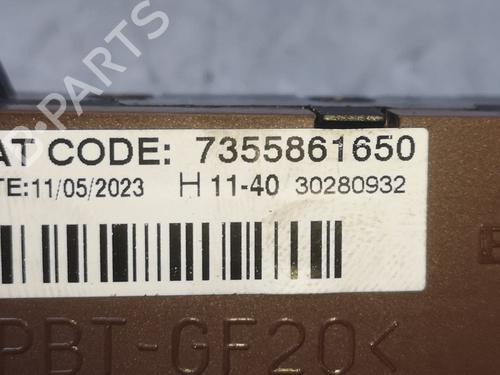 B-PARTS
AT CODE: 7355861650
TE:11/05/2023 H 11-40 30280932
PBT-GF20<